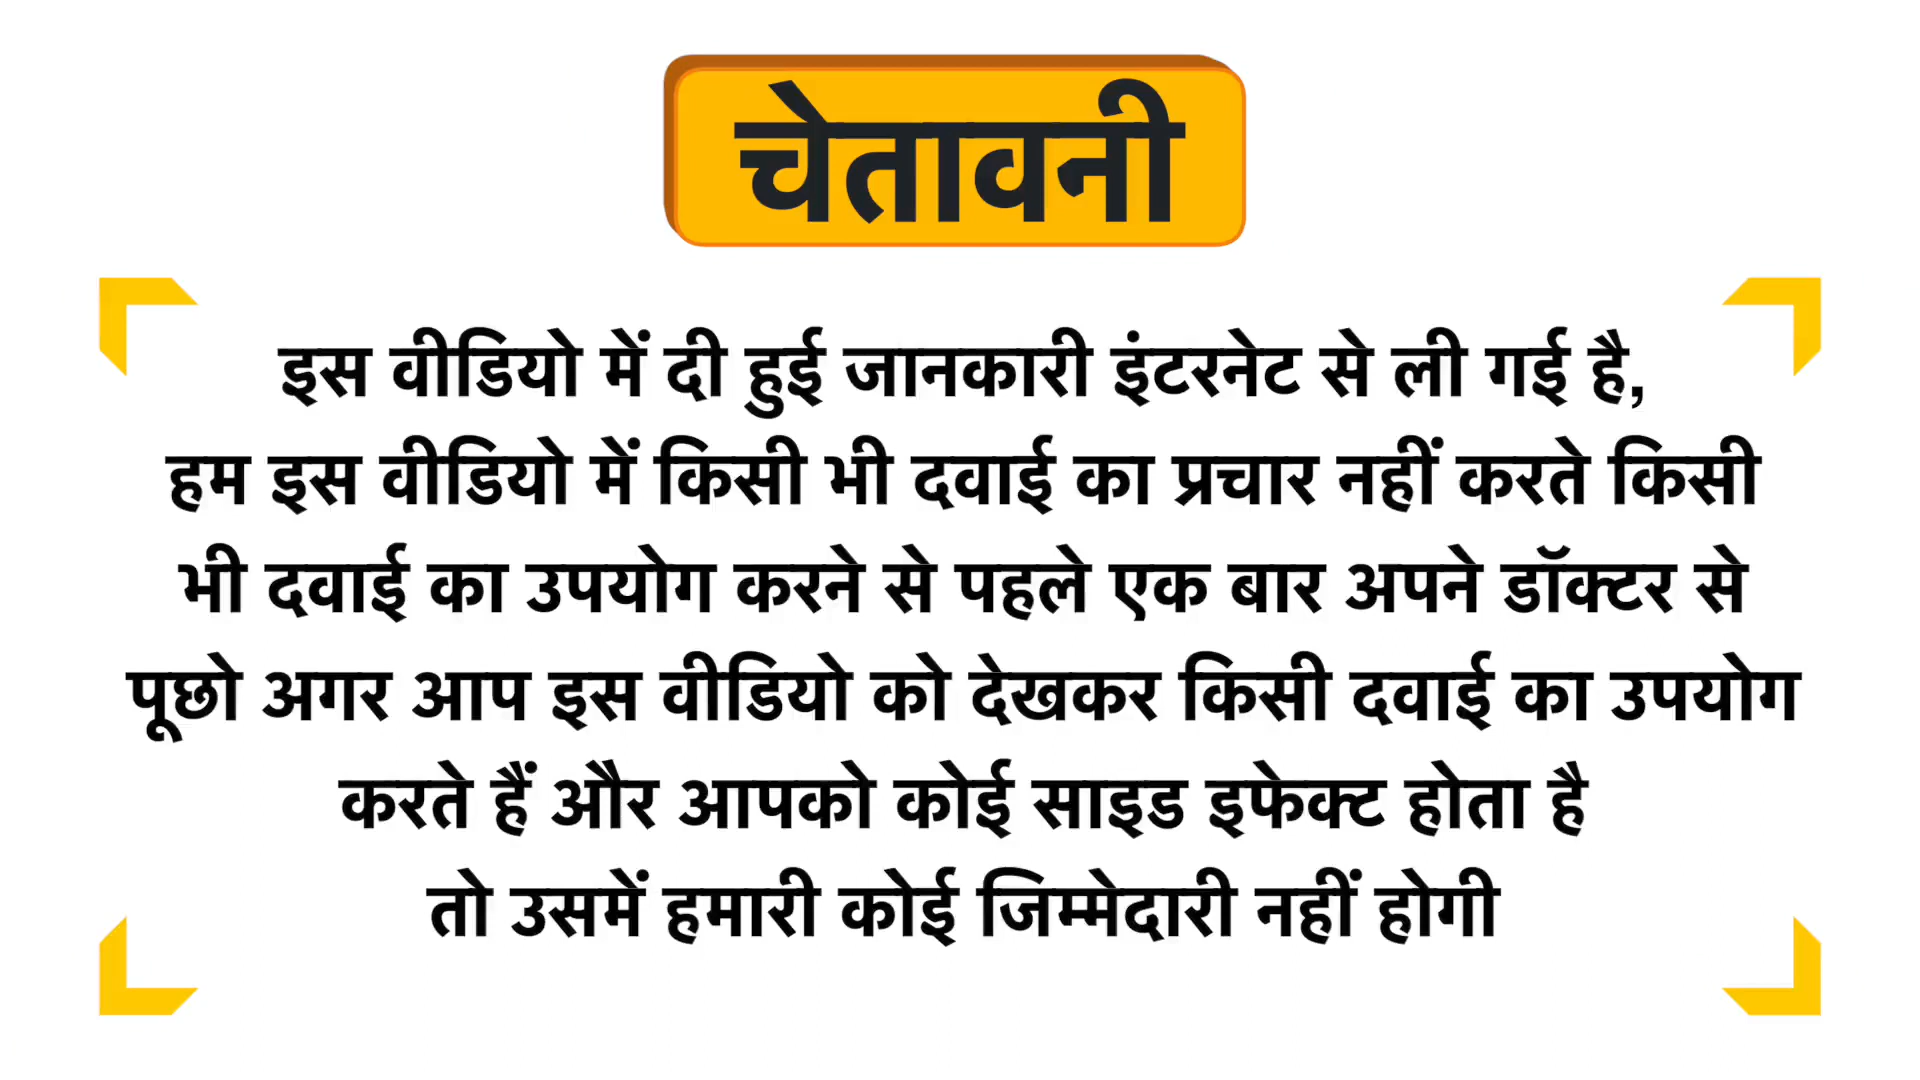 चेतावनी
इस वीडियो में दी हुई जानकारी इंटरनेट से ली गई है,
हम इस वीडियो में किसी भी दवाई का प्रचार नहीं करते किसी
भी दवाई का उपयोग करने से पहले एक बार अपने डॉक्टर से
पूछो अगर आप इस वीडियो को देखकर किसी दवाई का उपयोग
करते हैं और आपको कोई साइड इफेक्ट होता है
तो उसमें हमारी कोई जिम्मेदारी नहीं होगी